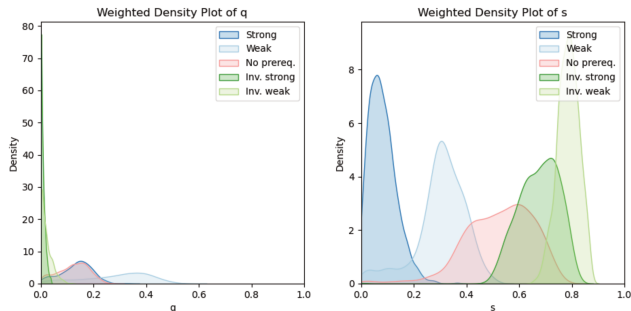 Weighted Density Plot of q
Density
80
70
60
50
40
30
20
10
0
Strong
Weak
No prereq.
Inv. strong
Inv. weak
0.0 0.2 0.4 0.6 0.8 1.0
q
Weighted Density Plot of s
Density
8
6
4
2
0
Strong
Weak
No prereq.
Inv. strong
Inv. weak
0.0 0.2 0.4 0.6 0.8 1.0
s